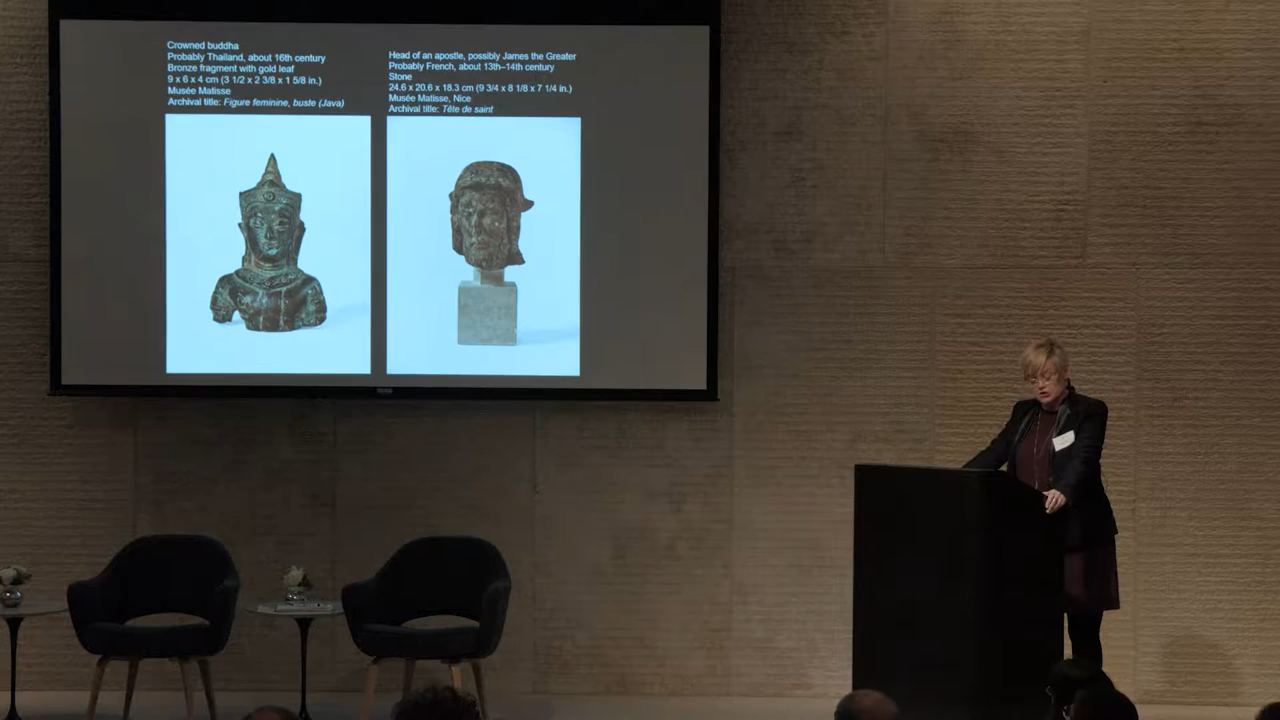 Crowned buddha
Probably Thailand, about 16th century
Bronze fragment with gold leaf
9 x 6 x 4 cm (3 1/2 x 2 3/8 x 1 5/8 in.)
Musée Matisse
Archival title: Figure feminine, buste (Java)
Head of an apostle, possibly James the Greater
Probably French, about 13th–14th century
Stone
24.6 x 20.6 x 18.3 cm (9 3/4 x 8 1/8 x 7 1/4 in.)
Musée Matisse, Nice
Archival title: Tête de saint